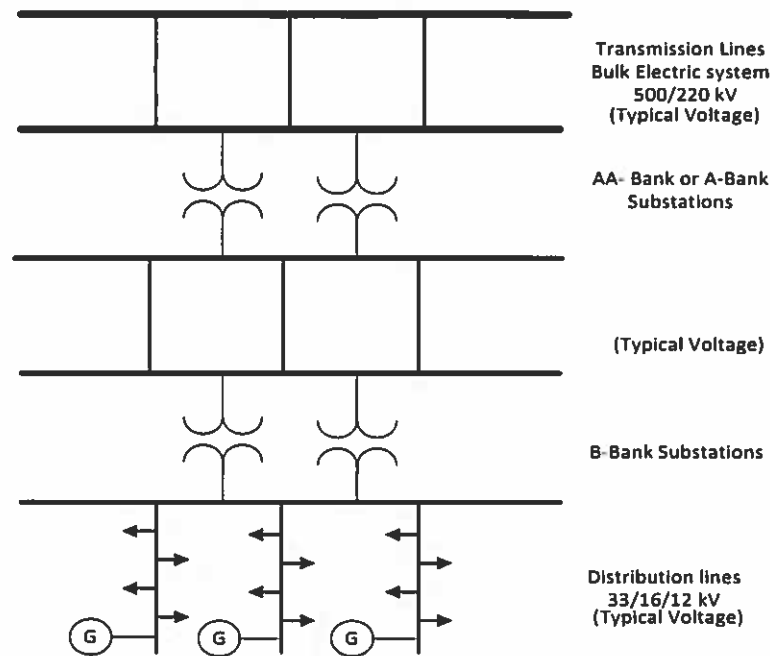 Transmission Lines
Bulk Electric system
500/220 kV
(Typical Voltage)
AA- Bank or A-Bank
Substations
(Typical Voltage)
B-Bank Substations
Distribution lines
33/16/12 kV
(Typical Voltage)
G G G